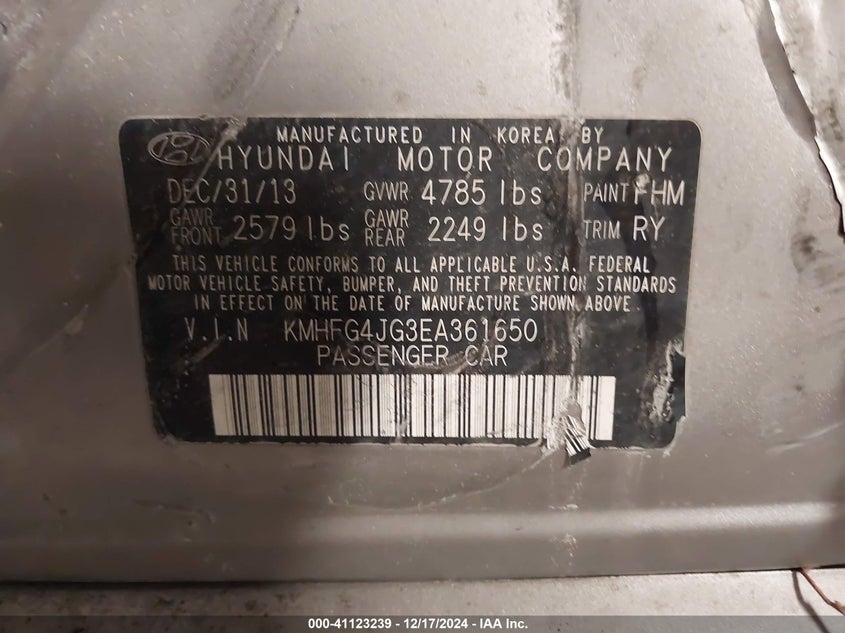 MANUFACTURED IN KOREA BY
HYUNDAI MOTOR COMPANY
DEC/31/13 GVWR 4785 lbs PAINT FHM
GAWR FRONT 2579 lbs GAWR REAR 2249 lbs TRIM RY
THIS VEHICLE CONFORMS TO ALL APPLICABLE U.S.A. FEDERAL
MOTOR VEHICLE SAFETY, BUMPER, AND THEFT PREVENTION STANDARDS
IN EFFECT ON THE DATE OF MANUFACTURE SHOWN ABOVE.
V.I.N KMHFG4JG3EA361650
PASSENGER CAR
000-41123239 - 12/17/2024 - IAA Inc.